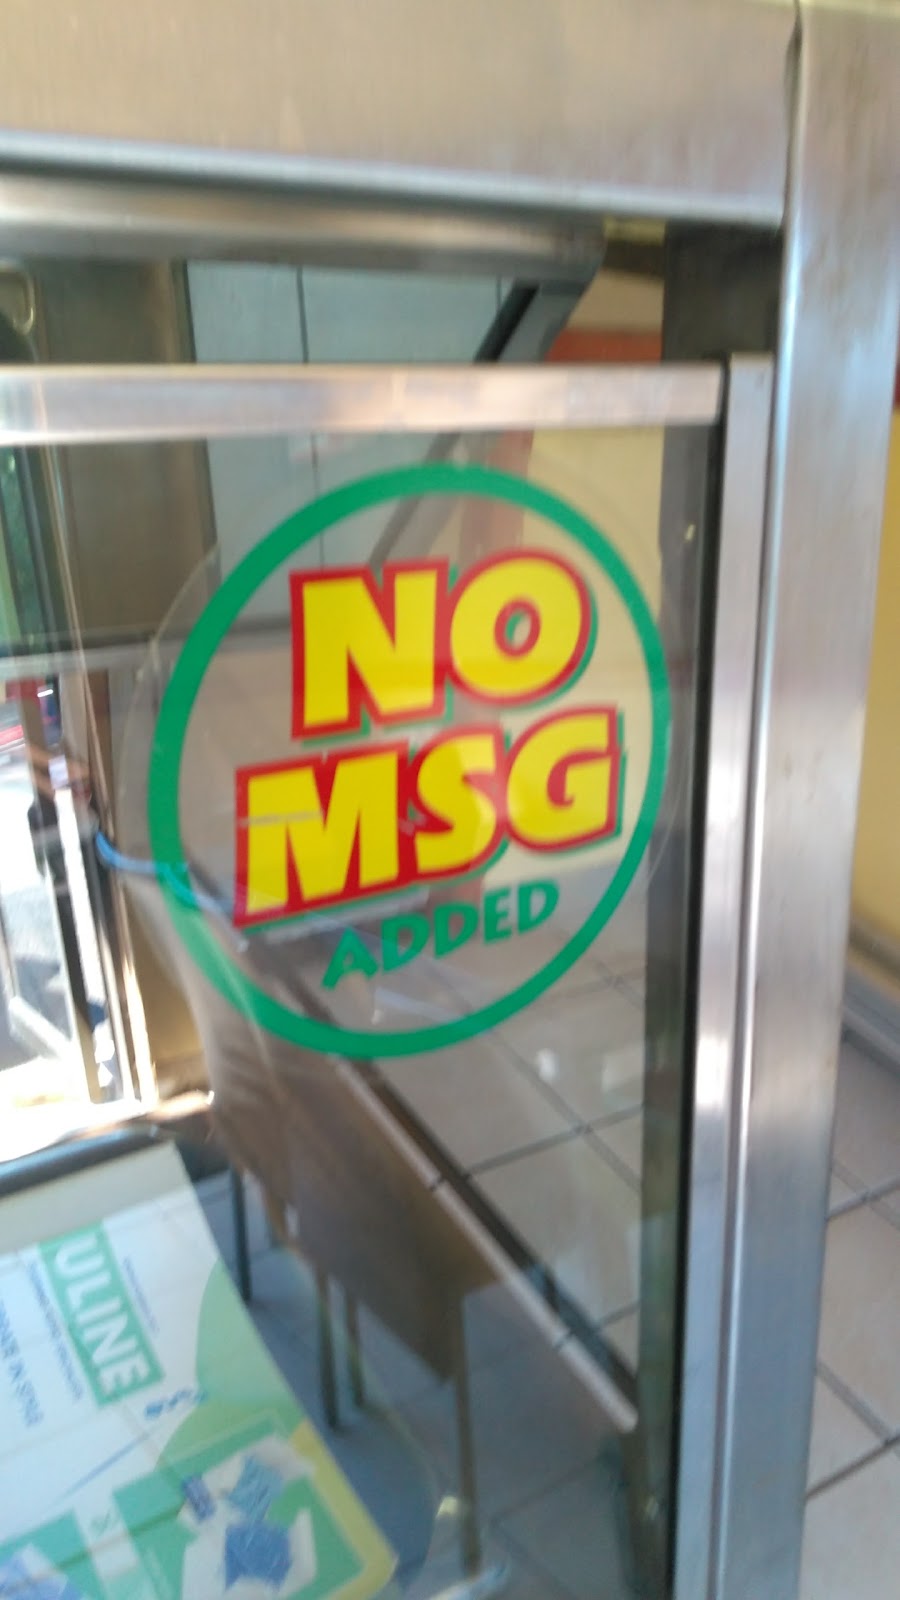 NO
MSG
ADDED
ULINE